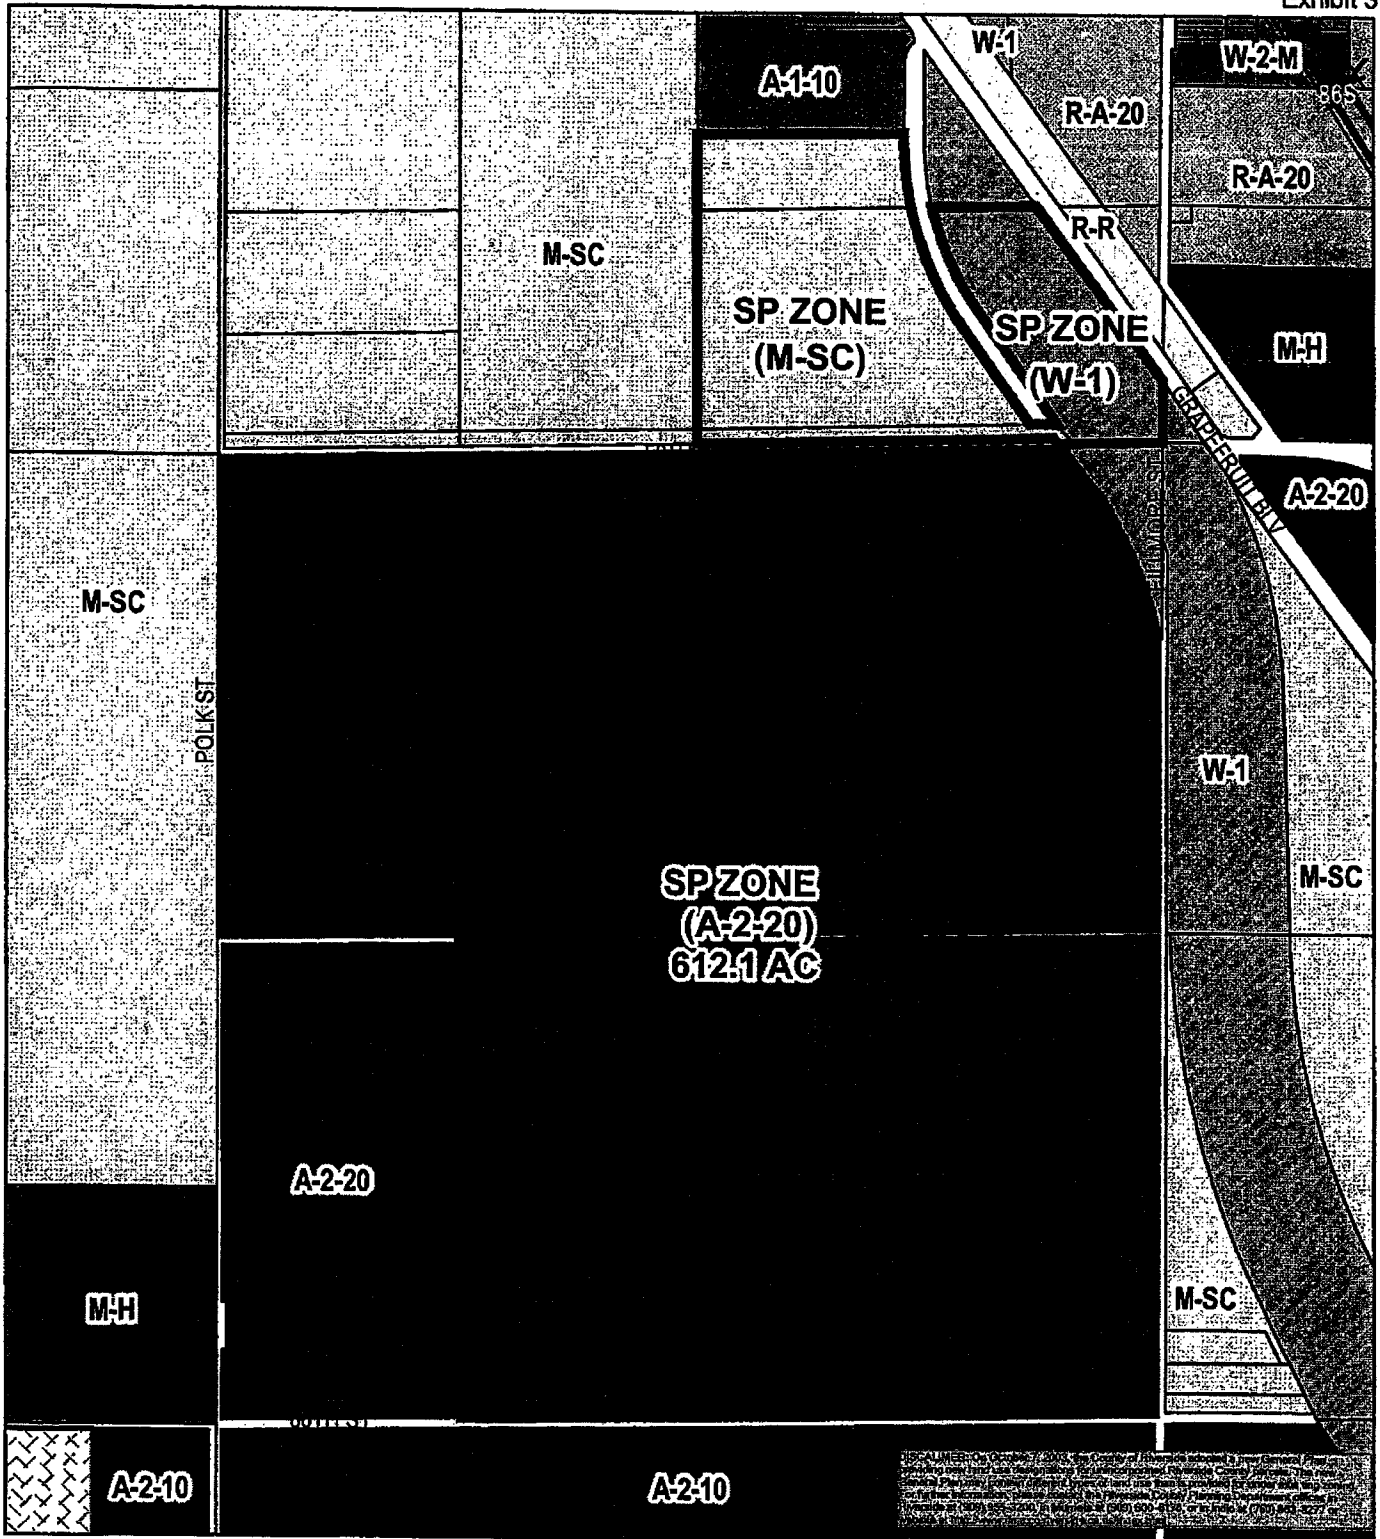 Exhibit 3
W-1
W-2-M
A-1-10
86S
R-A-20
R-A-20
R-R
M-SC
SP ZONE
(M-SC)
SP ZONE
(W-1)
M-H
GRAPEFRUIT BLV
A-2-20
FILLMORE ST
M-SC
POLK ST
W-1
SP ZONE
(A-2-20)
612.1 AC
M-SC
A-2-20
M-SC
M-H
A-2-10
A-2-10